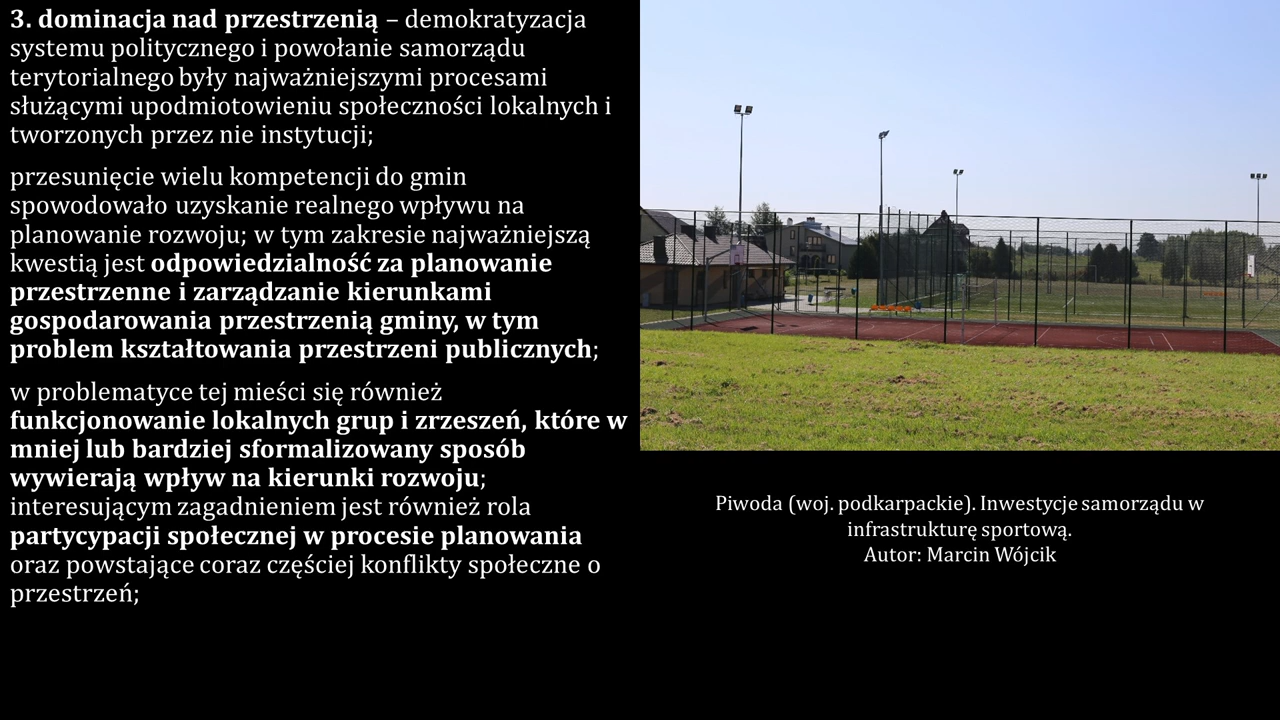 3. dominacja nad przestrzenią – demokratyzacja
systemu politycznego i powołanie samorządu
terytorialnego były najważniejszymi procesami
służącymi upodmiotowieniu społeczności lokalnych i
tworzonych przez nie instytucji;
przesunięcie wielu kompetencji do gmin
spowodowało uzyskanie realnego wpływu na
planowanie rozwoju; w tym zakresie najważniejszą
kwestią jest odpowiedzialność za planowanie
przestrzenne i zarządzanie kierunkami
gospodarowania przestrzenią gminy, w tym
problem kształtowania przestrzeni publicznych;
w problematyce tej mieści się również
funkcjonowanie lokalnych grup i zrzeszeń, które w
mniej lub bardziej sformalizowany sposób
wywierają wpływ na kierunki rozwoju;
interesującym zagadnieniem jest również rola
partycypacji społecznej w procesie planowania
oraz powstające coraz częściej konflikty społeczne o
przestrzeń;
Piwoda (woj. podkarpackie). Inwestycje samorządu w
infrastrukturę sportową.
Autor: Marcin Wójcik